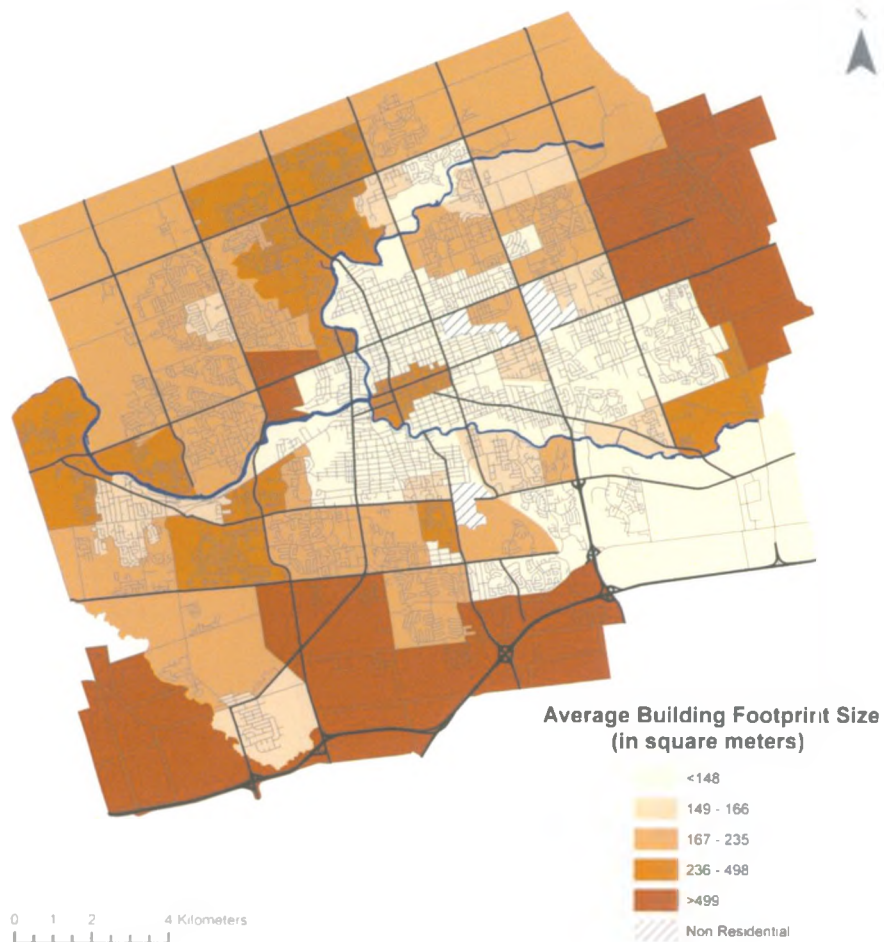 Average Building Footprint Size
(in square meters)
<148
149 - 166
167 - 235
236 - 498
>499
Non Residential
0 1 2 4 Kilometers